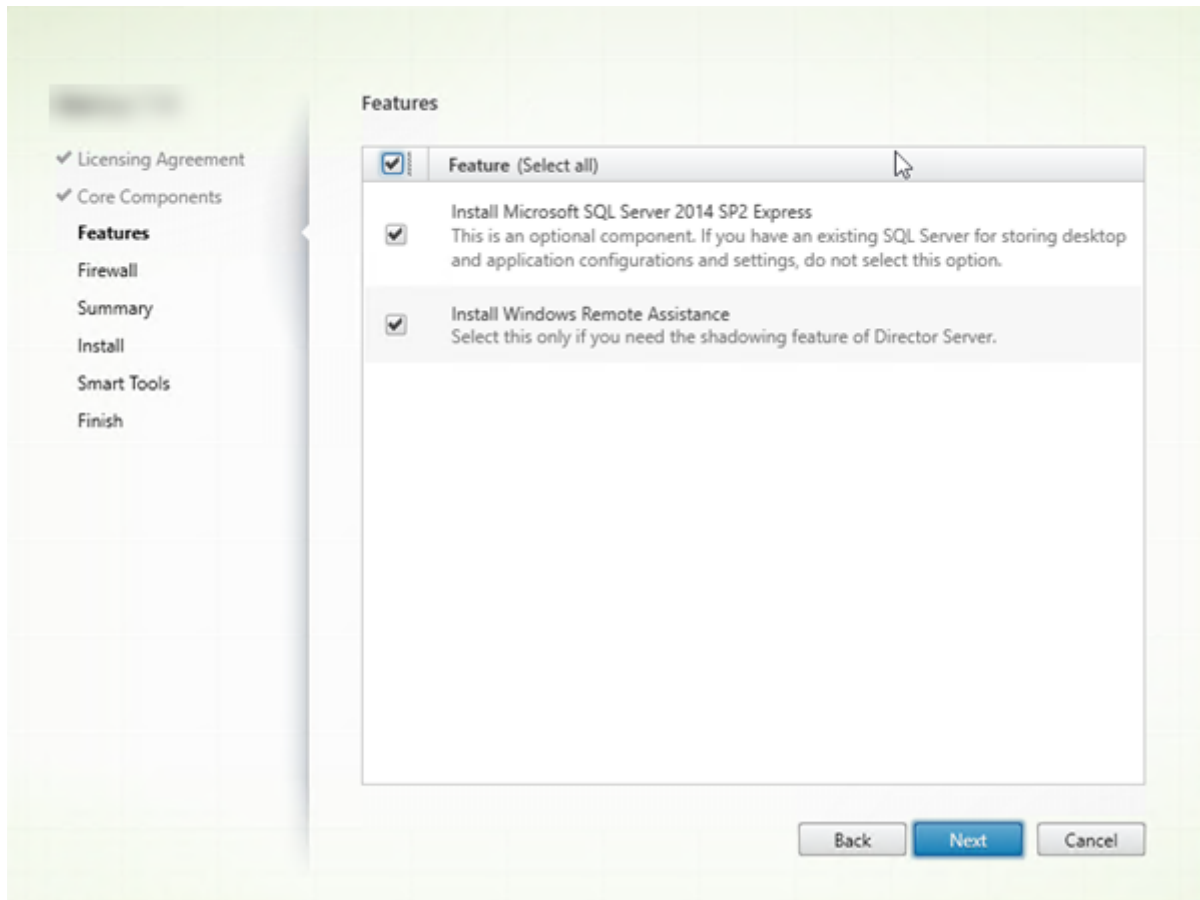 Features
Licensing Agreement
Core Components
Features
Firewall
Summary
Install
Smart Tools
Finish
Feature (Select all)
Install Microsoft SQL Server 2014 SP2 Express
This is an optional component. If you have an existing SQL Server for storing desktop
and application configurations and settings, do not select this option.
Install Windows Remote Assistance
Select this only if you need the shadowing feature of Director Server.
Back
Next
Cancel